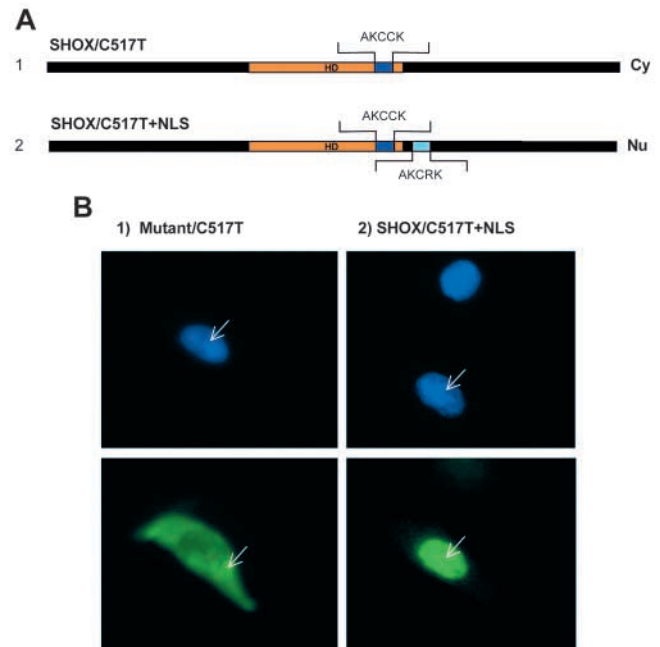 A
AKCCK
SHOX/C517T
1 HD Cy
AKCCK
SHOX/C517T+NLS
2 HD Nu
AKCRK
B
1) Mutant/C517T 2) SHOX/C517T+NLS